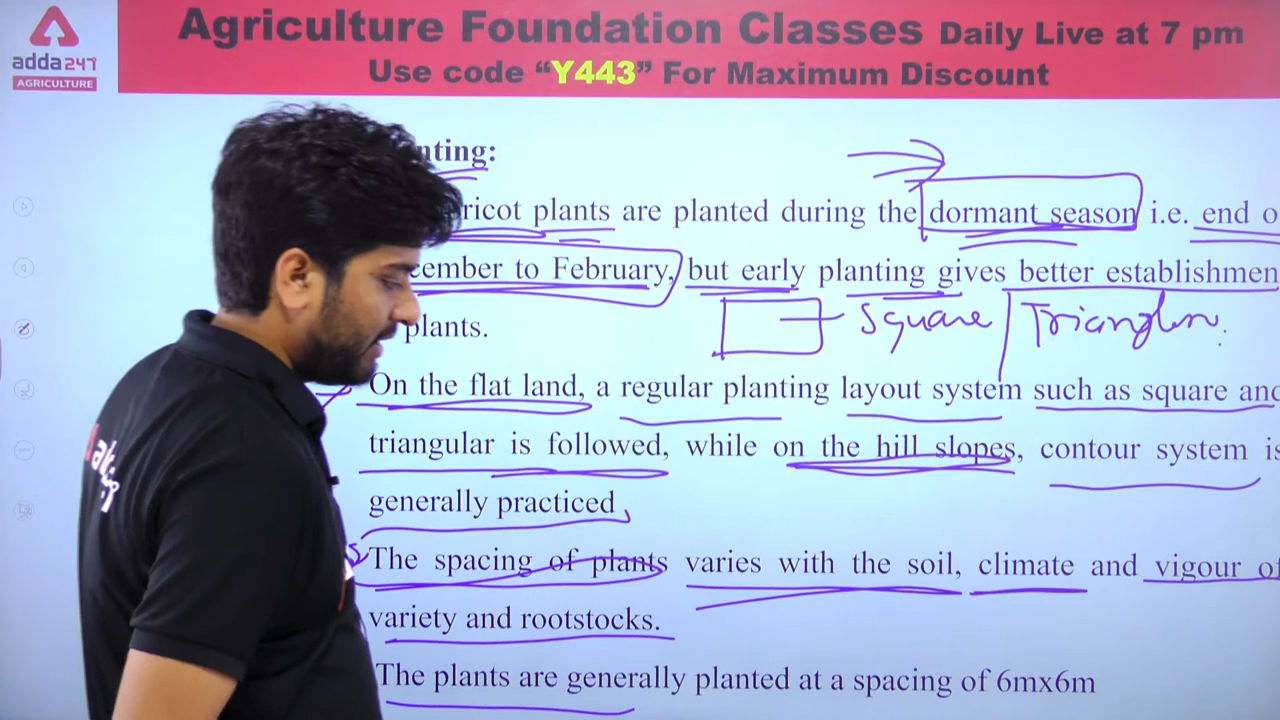 Agriculture Foundation Classes Daily Live at 7 pm
adda247
AGRICULTURE
Use code “Y443” For Maximum Discount
nting:
ricot plants are planted during the dormant season i.e. end o
cember to February, but early planting gives better establishmen
plants.
Square / Triangular.
On the flat land, a regular planting layout system such as square and
triangular is followed, while on the hill slopes, contour system is
generally practiced
The spacing of plants varies with the soil, climate and vigour of
variety and rootstocks.
The plants are generally planted at a spacing of 6mx6m